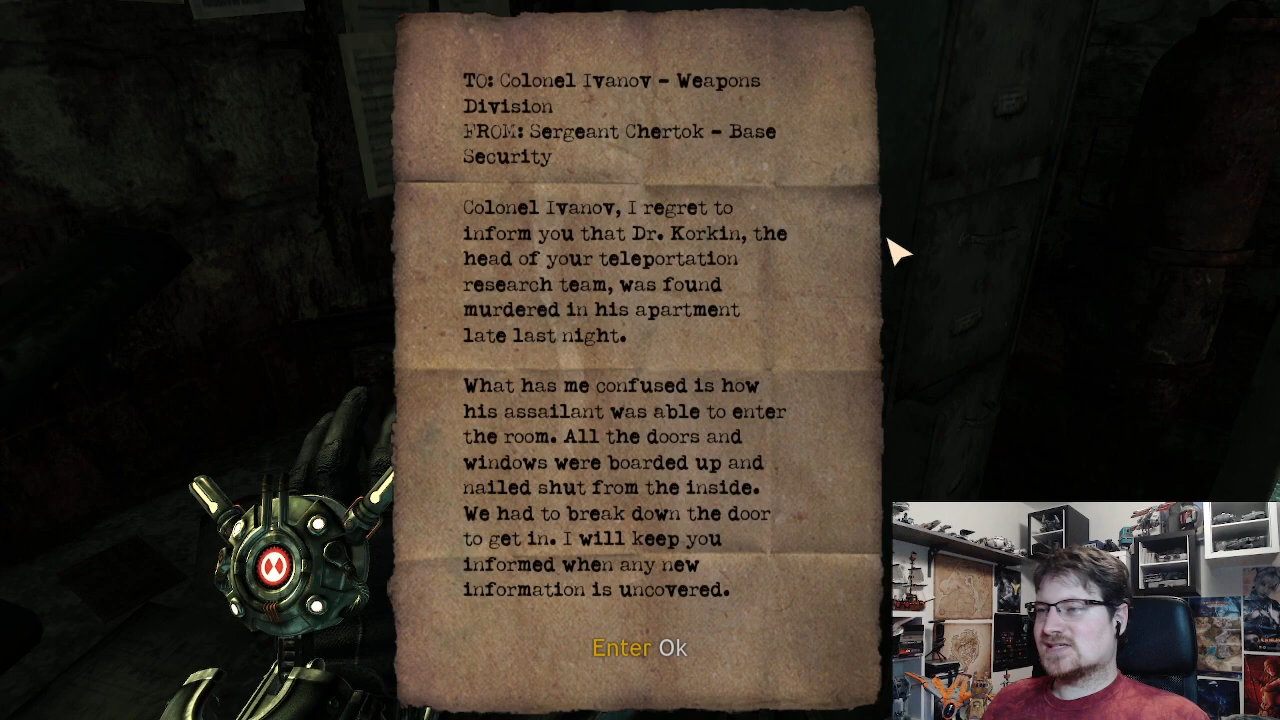 TO: Colonel Ivanov - Weapons
Division
FROM: Sergeant Chertok - Base
Security
Colonel Ivanov, I regret to
inform you that Dr. Korkin, the
head of your teleportation
research team, was found
murdered in his apartment
late last night.
What has me confused is how
his assailant was able to enter
the room. All the doors and
windows were boarded up and
nailed shut from the inside.
We had to break down the door
to get in. I will keep you
informed when any new
information is uncovered.
Enter Ok